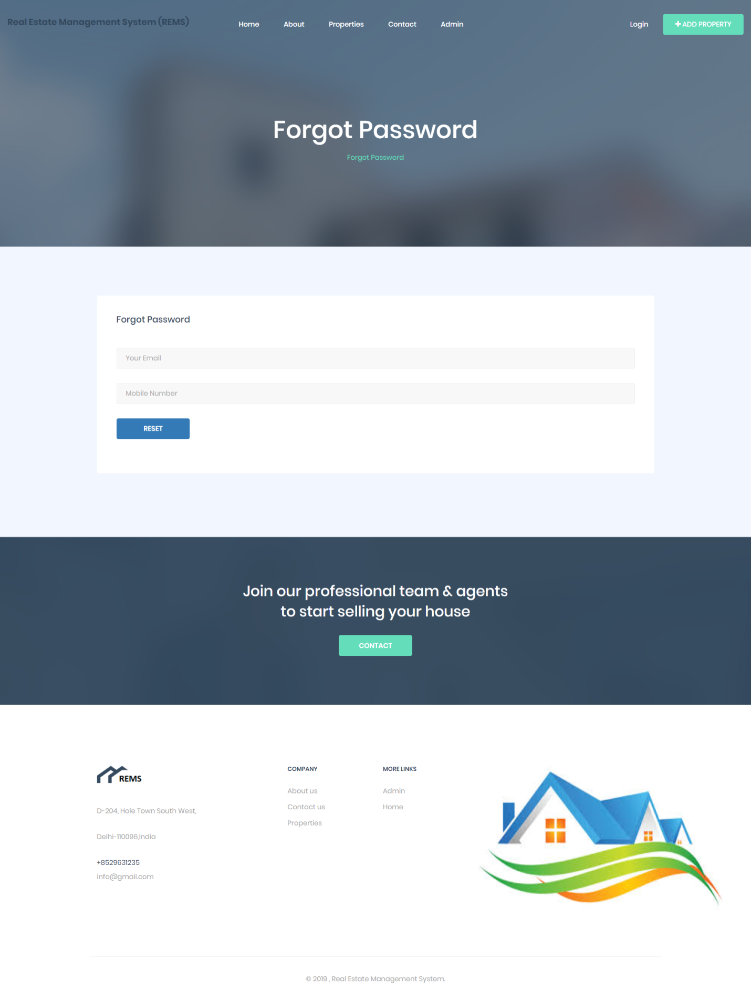 Real Estate Management System (REMS)
Home
About
Properties
Contact
Admin
Login
ADD PROPERTY
Forgot Password
Forgot Password
Forgot Password
Your Email
Mobile Number
RESET
Join our professional team & agents
to start selling your house
CONTACT
REMS
D-204, Hole Town South West,
Delhi-110096,India
+8529631235
info@gmail.com
COMPANY
About us
Contact us
Properties
MORE LINKS
Admin
Home
© 2019 , Real Estate Management System.